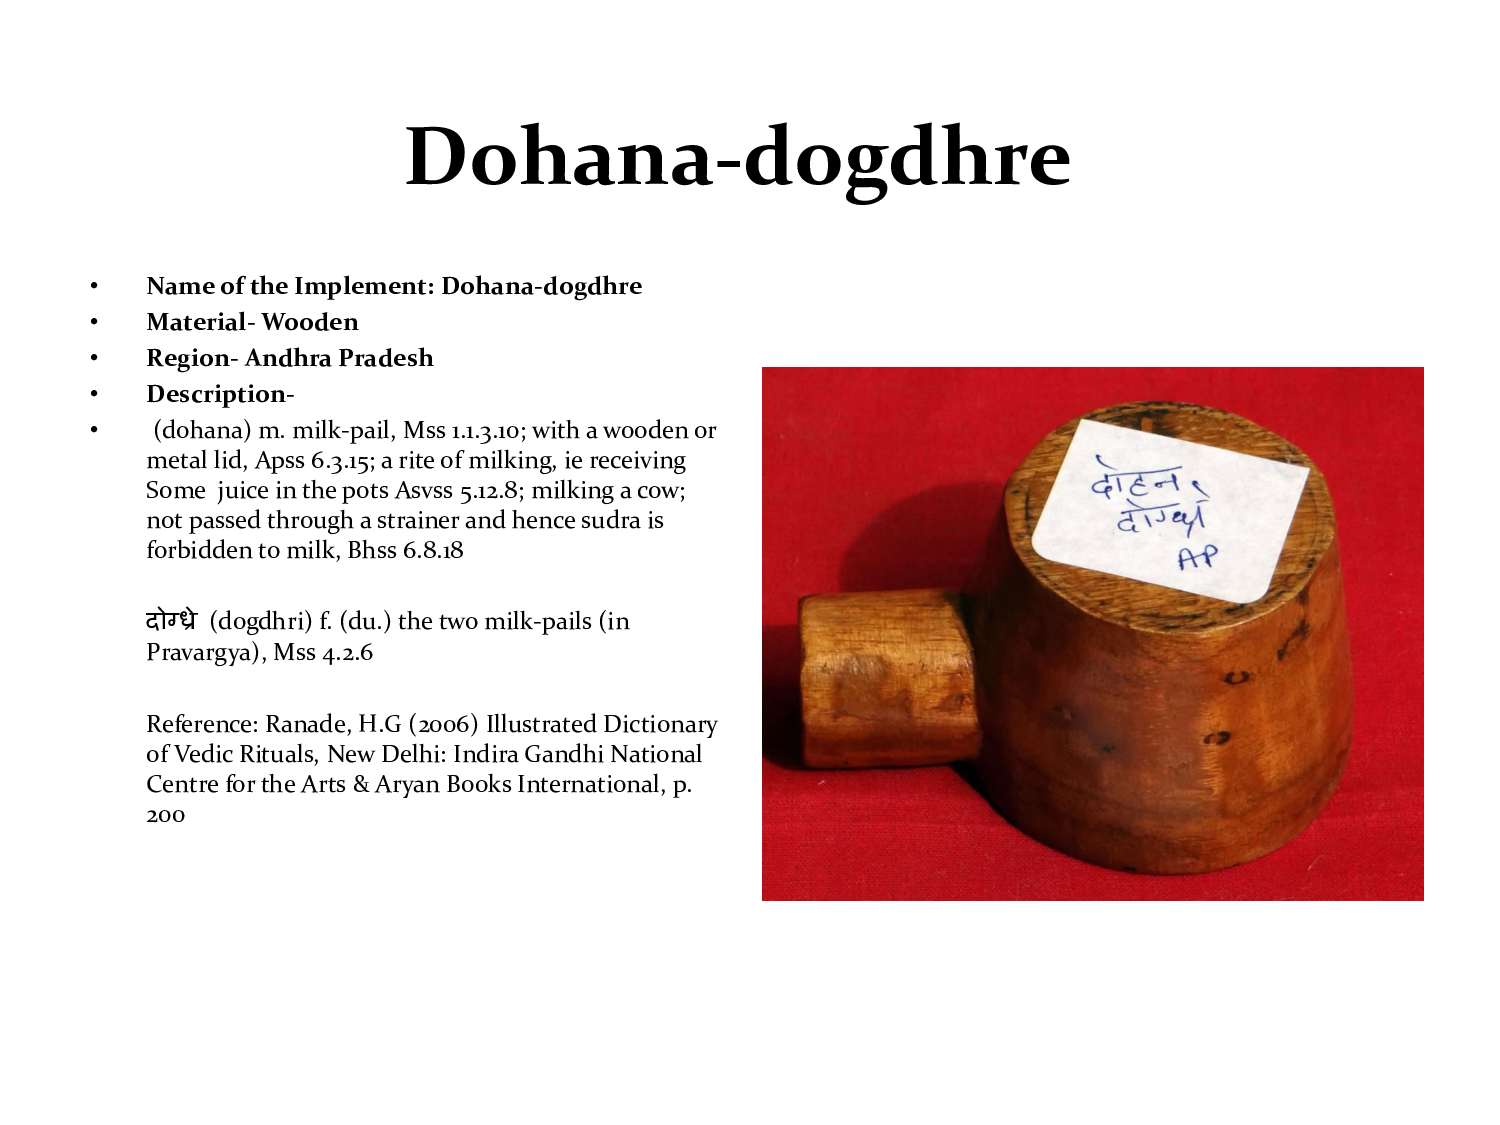 Dohana-dogdhre
• Name of the Implement: Dohana-dogdhre
• Material- Wooden
• Region- Andhra Pradesh
• Description-
• (dohana) m. milk-pail, Mss 1.1.3.10; with a wooden or
metal lid, Apss 6.3.15; a rite of milking, ie receiving
Some juice in the pots Asvss 5.12.8; milking a cow;
not passed through a strainer and hence sudra is
forbidden to milk, Bhss 6.8.18
दोग्ध्रे (dogdhri) f. (du.) the two milk-pails (in
Pravargya), Mss 4.2.6
Reference: Ranade, H.G (2006) Illustrated Dictionary
of Vedic Rituals, New Delhi: Indira Gandhi National
Centre for the Arts & Aryan Books International, p.
200
दोहन,
AP